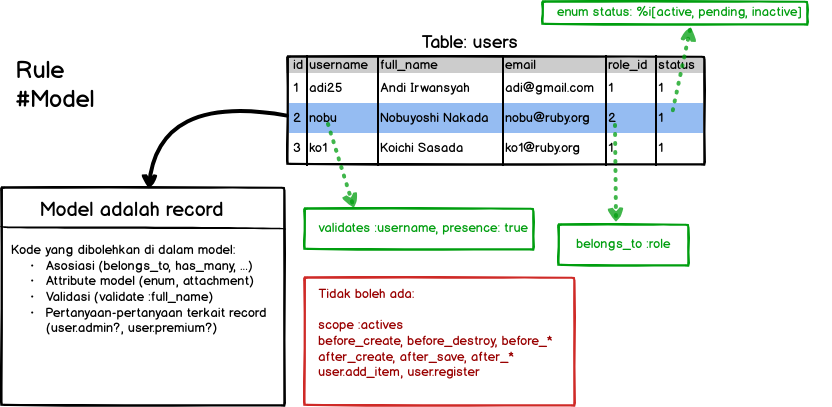 enum status: %i[active, pending, inactive]
Table: users
Rule
#Model
id username full_name email role_id status
1 adi25 Andi Irwansyah adi@gmail.com 1 1
2 nobu Nobuyoshi Nakada nobu@ruby.org 2 1
3 ko1 Koichi Sasada ko1@ruby.org 1 1
Model adalah record
Kode yang dibolehkan di dalam model:
· Asosiasi (belongs_to, has_many, ...)
· Attribute model (enum, attachment)
· Validasi (validate :full_name)
· Pertanyaan-pertanyaan terkait record
(user.admin?, user.premium?)
validates :username, presence: true
belongs_to :role
Tidak boleh ada:
scope :actives
before_create, before_destroy, before_*
after_create, after_save, after_*
user.add_item, user.register